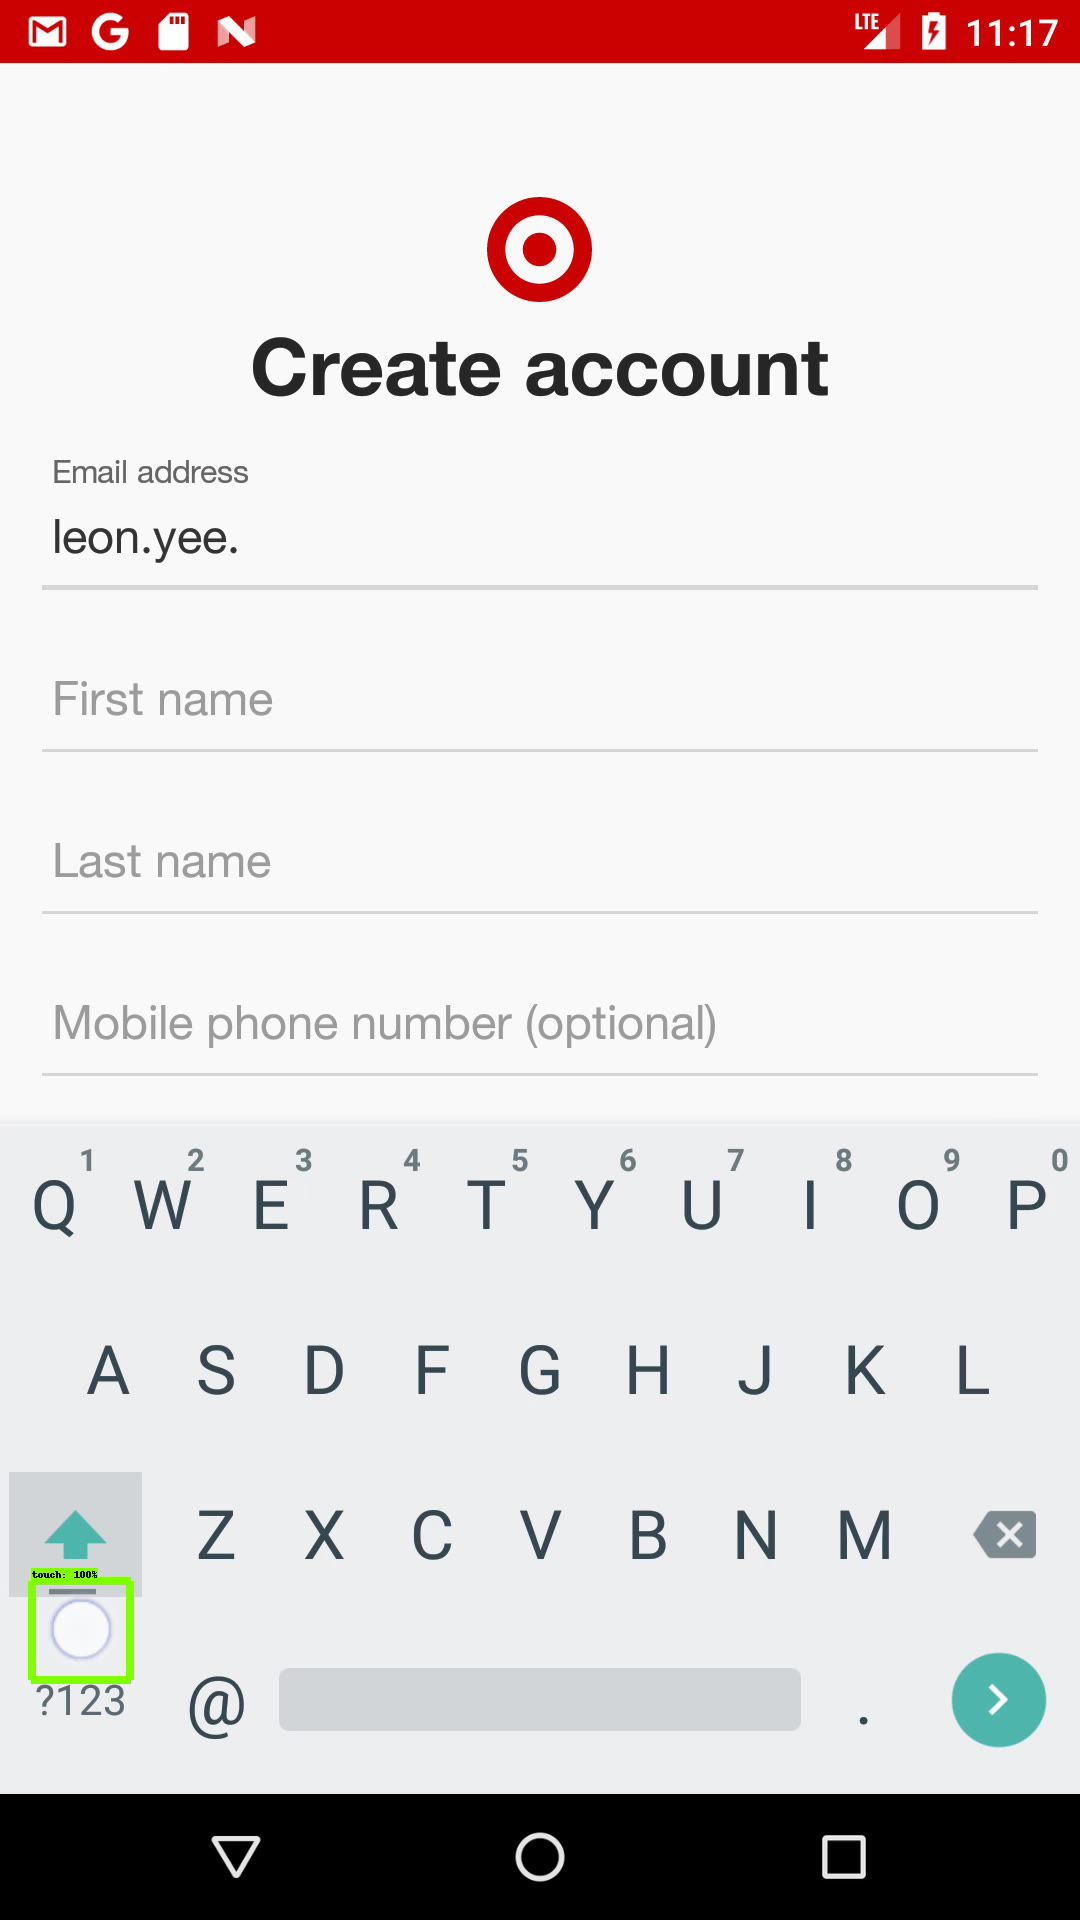 LTE 11:17
Create account
Email address
leon.yee.
First name
Last name
Mobile phone number (optional)
1 2 3 4 5 6 7 8 9 0
Q W E R T Y U I O P
A S D F G H J K L
Z X C V B N M
touch: 100%
?123 @ .